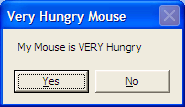 Very Hungry Mouse
My Mouse is VERY Hungry
Yes
No